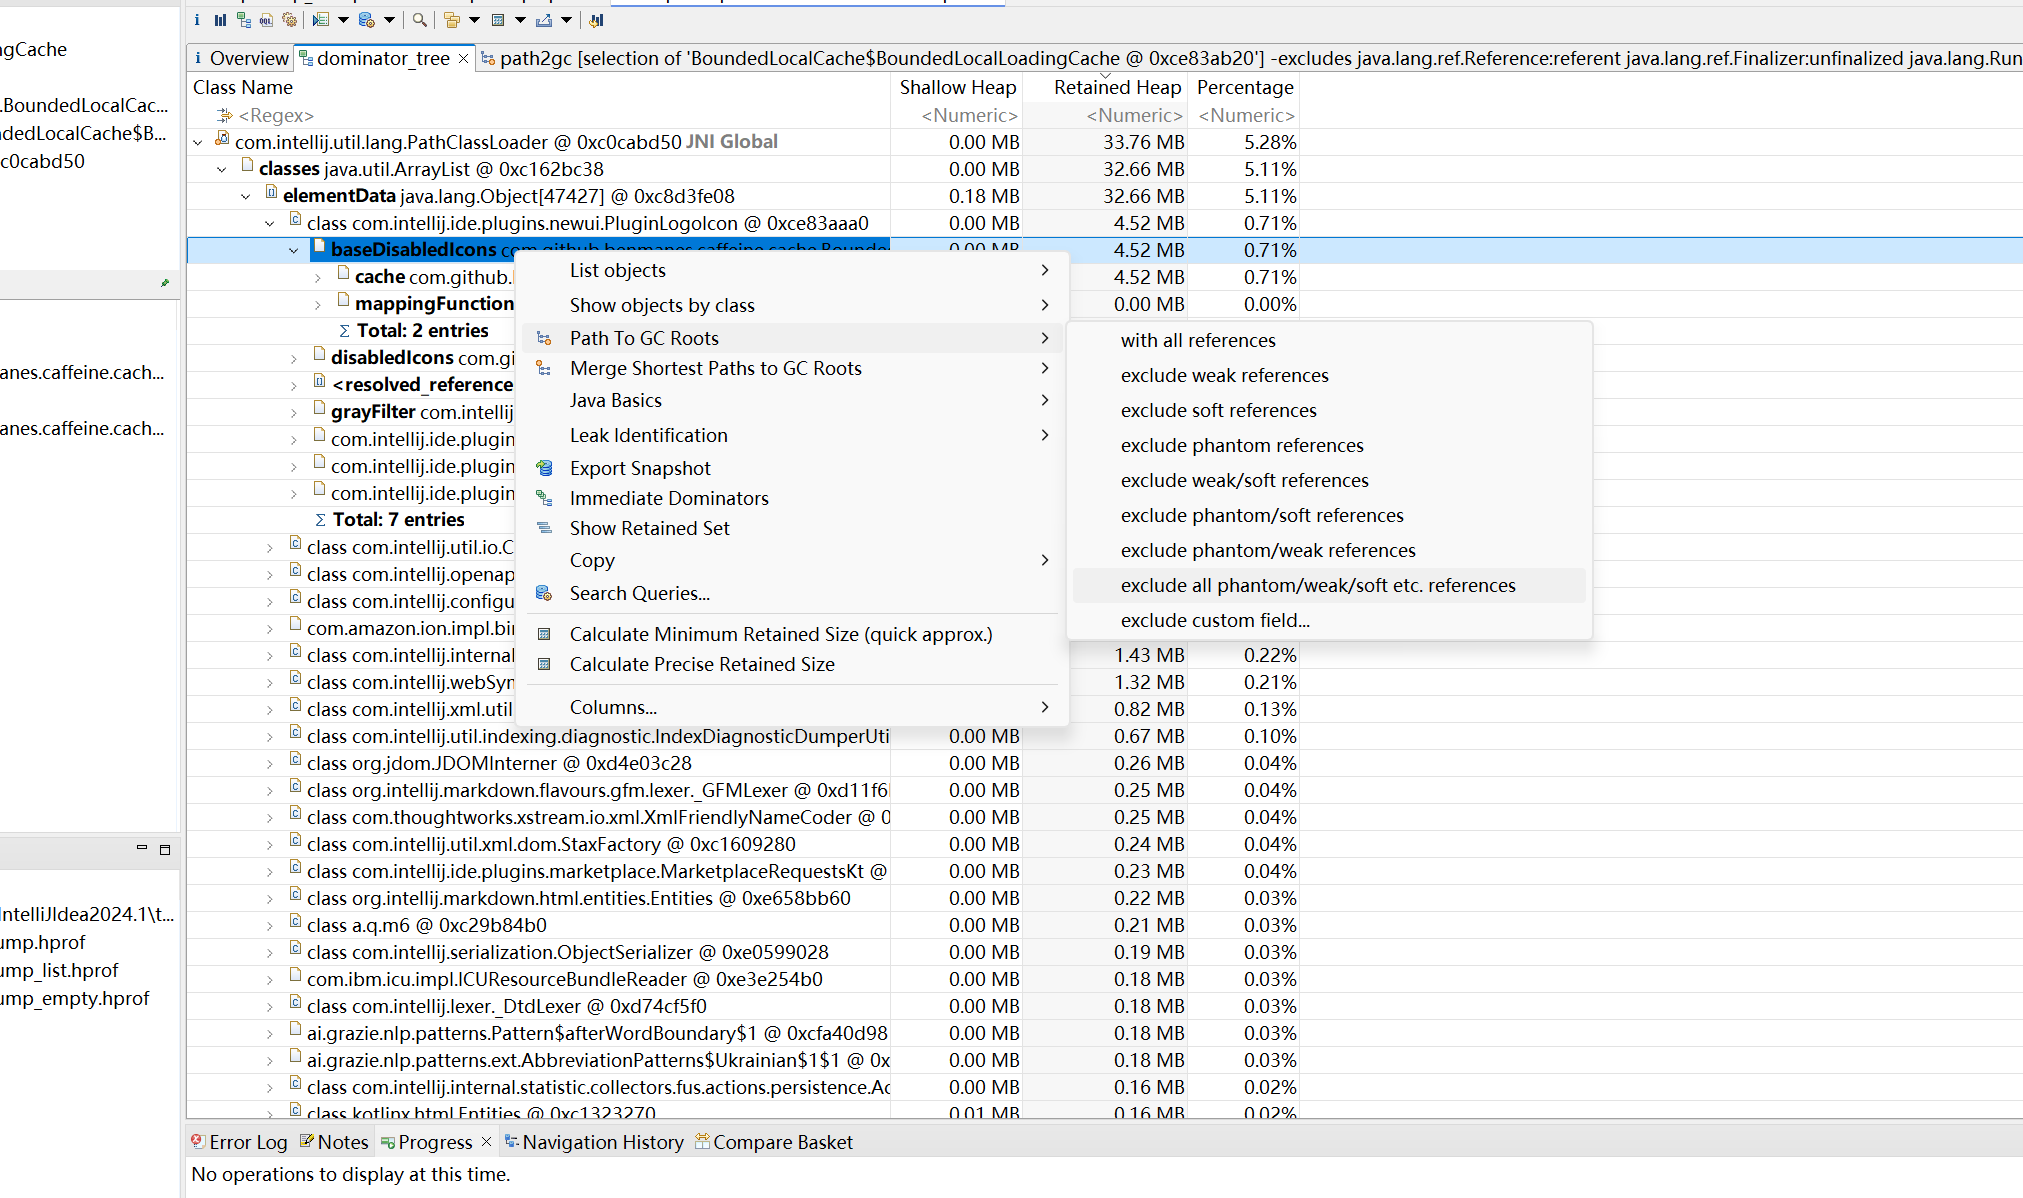 ngCache
.BoundedLocalCac...
ndedLocalCache$B...
c0cabd50
anes.caffeine.cach...
anes.caffeine.cach...
IntelliJIdea2024.1\t...
ump.hprof
ump_list.hprof
ump_empty.hprof
Overview
dominator_tree
path2gc [selection of 'BoundedLocalCache$BoundedLocalLoadingCache @ 0xce83ab20'] -excludes java.lang.ref.Reference:referent java.lang.ref.Finalizer:unfinalized java.lang.Run
Class Name Shallow Heap Retained Heap Percentage
<Regex> <Numeric> <Numeric> <Numeric>
com.intellij.util.lang.PathClassLoader @ 0xc0cabd50 JNI Global 0.00 MB 33.76 MB 5.28%
classes java.util.ArrayList @ 0xc162bc38 0.00 MB 32.66 MB 5.11%
elementData java.lang.Object[47427] @ 0xc8d3fe08 0.18 MB 32.66 MB 5.11%
class com.intellij.ide.plugins.newui.PluginLogoIcon @ 0xce83aaa0 0.00 MB 4.52 MB 0.71%
baseDisabledIcons com.github.benmanes.caffeine.cache.Bounde 0.00 MB 4.52 MB 0.71%
cache com.github. 4.52 MB 0.71%
mappingFunction 0.00 MB 0.00%
Σ Total: 2 entries
disabledIcons com.gi
<resolved_reference
grayFilter com.intellij
com.intellij.ide.plugin
com.intellij.ide.plugin
com.intellij.ide.plugin
Σ Total: 7 entries
class com.intellij.util.io.C
class com.intellij.openap
class com.intellij.configu
com.amazon.ion.impl.bin
class com.intellij.internal 1.43 MB 0.22%
class com.intellij.webSym 1.32 MB 0.21%
class com.intellij.xml.util 0.82 MB 0.13%
class com.intellij.util.indexing.diagnostic.IndexDiagnosticDumperUti 0.00 MB 0.67 MB 0.10%
class org.jdom.JDOMInterner @ 0xd4e03c28 0.00 MB 0.26 MB 0.04%
class org.intellij.markdown.flavours.gfm.lexer._GFMLexer @ 0xd11f6 0.00 MB 0.25 MB 0.04%
class com.thoughtworks.xstream.io.xml.XmlFriendlyNameCoder @ 0 0.00 MB 0.25 MB 0.04%
class com.intellij.util.xml.dom.StaxFactory @ 0xc1609280 0.00 MB 0.24 MB 0.04%
class com.intellij.ide.plugins.marketplace.MarketplaceRequestsKt @ 0.00 MB 0.23 MB 0.04%
class org.intellij.markdown.html.entities.Entities @ 0xe658bb60 0.00 MB 0.22 MB 0.03%
class a.q.m6 @ 0xc29b84b0 0.00 MB 0.21 MB 0.03%
class com.intellij.serialization.ObjectSerializer @ 0xe0599028 0.00 MB 0.19 MB 0.03%
com.ibm.icu.impl.ICUResourceBundleReader @ 0xe3e254b0 0.00 MB 0.18 MB 0.03%
class com.intellij.lexer._DtdLexer @ 0xd74cf5f0 0.00 MB 0.18 MB 0.03%
ai.grazie.nlp.patterns.Pattern$afterWordBoundary$1 @ 0xcfa40d98 0.00 MB 0.18 MB 0.03%
ai.grazie.nlp.patterns.ext.AbbreviationPatterns$Ukrainian$1$1 @ 0x 0.00 MB 0.18 MB 0.03%
class com.intellij.internal.statistic.collectors.fus.actions.persistence.Ac 0.00 MB 0.16 MB 0.02%
class kotlinx.html.Entities @ 0xc1323270 0.01 MB 0.16 MB 0.02%
List objects
Show objects by class
Path To GC Roots
Merge Shortest Paths to GC Roots
Java Basics
Leak Identification
Export Snapshot
Immediate Dominators
Show Retained Set
Copy
Search Queries...
Calculate Minimum Retained Size (quick approx.)
Calculate Precise Retained Size
Columns...
with all references
exclude weak references
exclude soft references
exclude phantom references
exclude weak/soft references
exclude phantom/soft references
exclude phantom/weak references
exclude all phantom/weak/soft etc. references
exclude custom field...
Error Log Notes Progress Navigation History Compare Basket
No operations to display at this time.